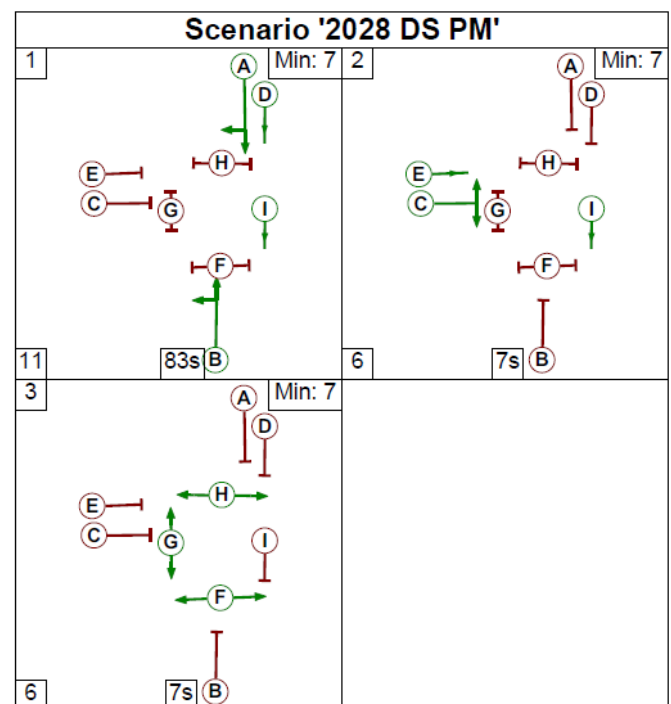 Scenario '2028 DS PM'
1
A
Min: 7
D
H
E
C
G
I
F
11
83s
B
2
A
Min: 7
D
H
E
C
G
I
F
6
7s
B
3
A
Min: 7
D
H
E
C
G
I
F
6
7s
B